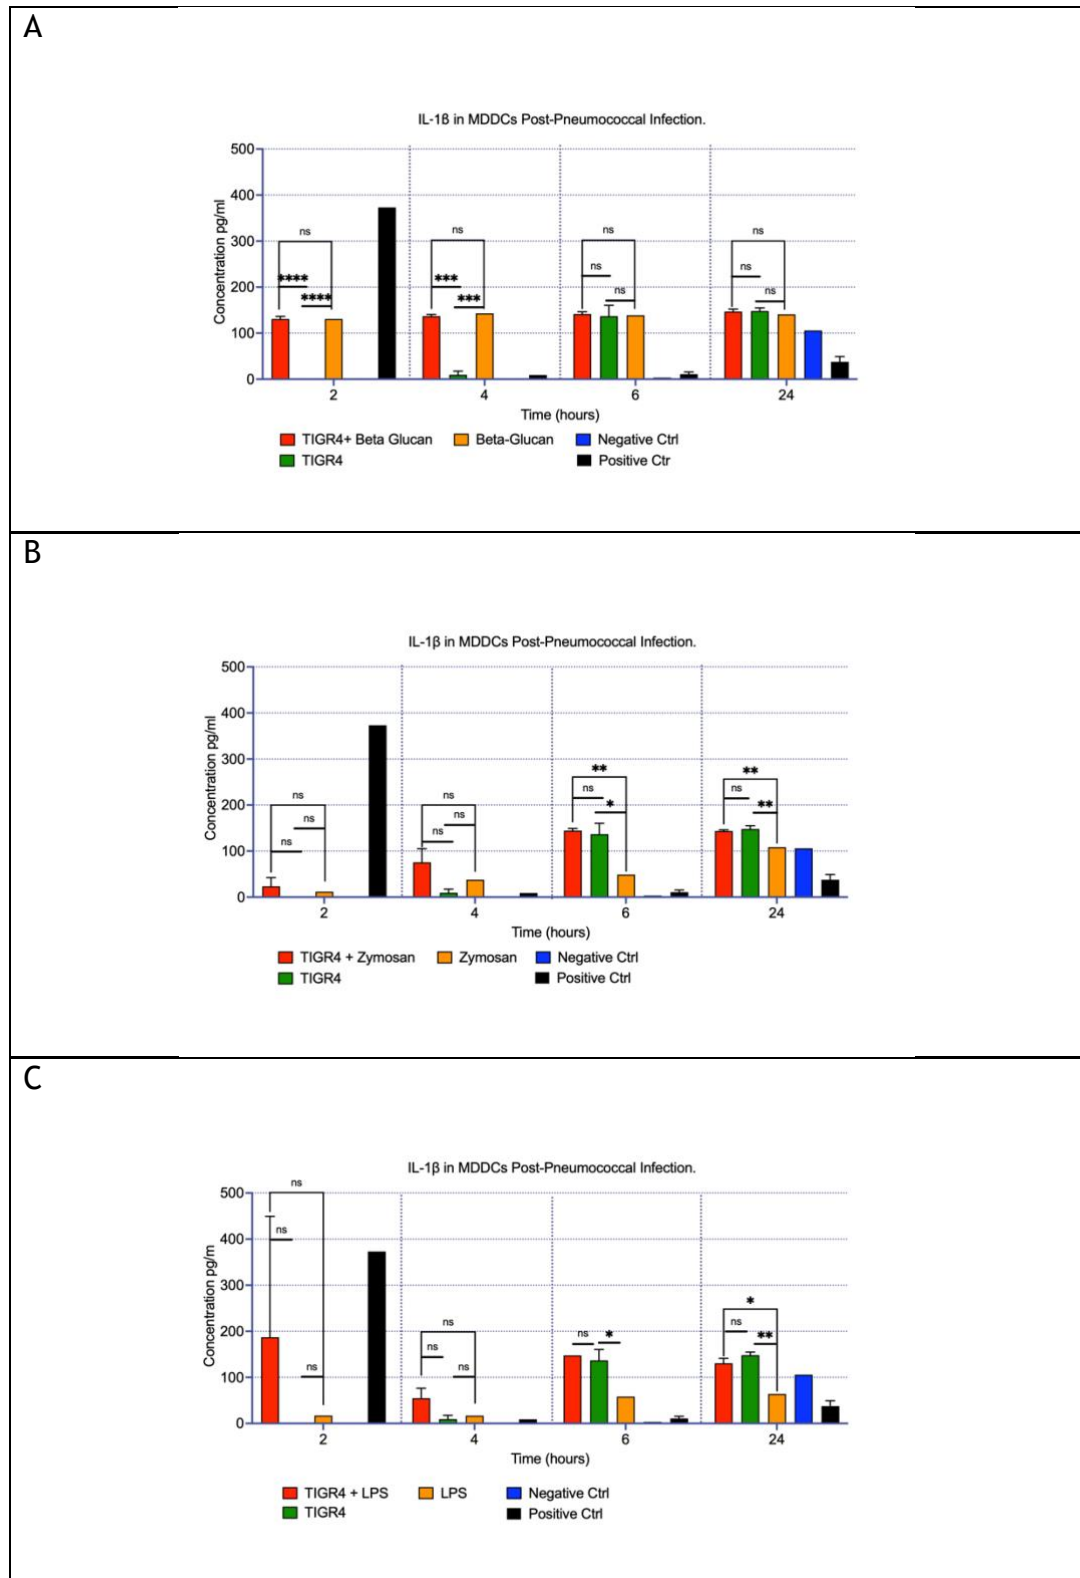 A
IL-1ß in MDDCs Post-Pneumococcal Infection.
Concentration pg/ml
500
400
300
200
100
0
ns
****
****
ns
***
***
ns
ns
ns
ns
ns
ns
2 4 6 24
Time (hours)
TIGR4+ Beta Glucan Beta-Glucan Negative Ctrl
TIGR4 Positive Ctr
B
IL-1β in MDDCs Post-Pneumococcal Infection.
Concentration pg/ml
500
400
300
200
100
0
ns
ns
ns
ns
ns
ns
**
ns
*
**
ns
**
2 4 6 24
Time (hours)
TIGR4 + Zymosan Zymosan Negative Ctrl
TIGR4 Positive Ctrl
C
IL-1β in MDDCs Post-Pneumococcal Infection.
Concentration pg/m
500
400
300
200
100
0
ns
ns
ns
ns
ns
ns
ns
*
*
ns
**
2 4 6 24
Time (hours)
TIGR4 + LPS LPS Negative Ctrl
TIGR4 Positive Ctrl